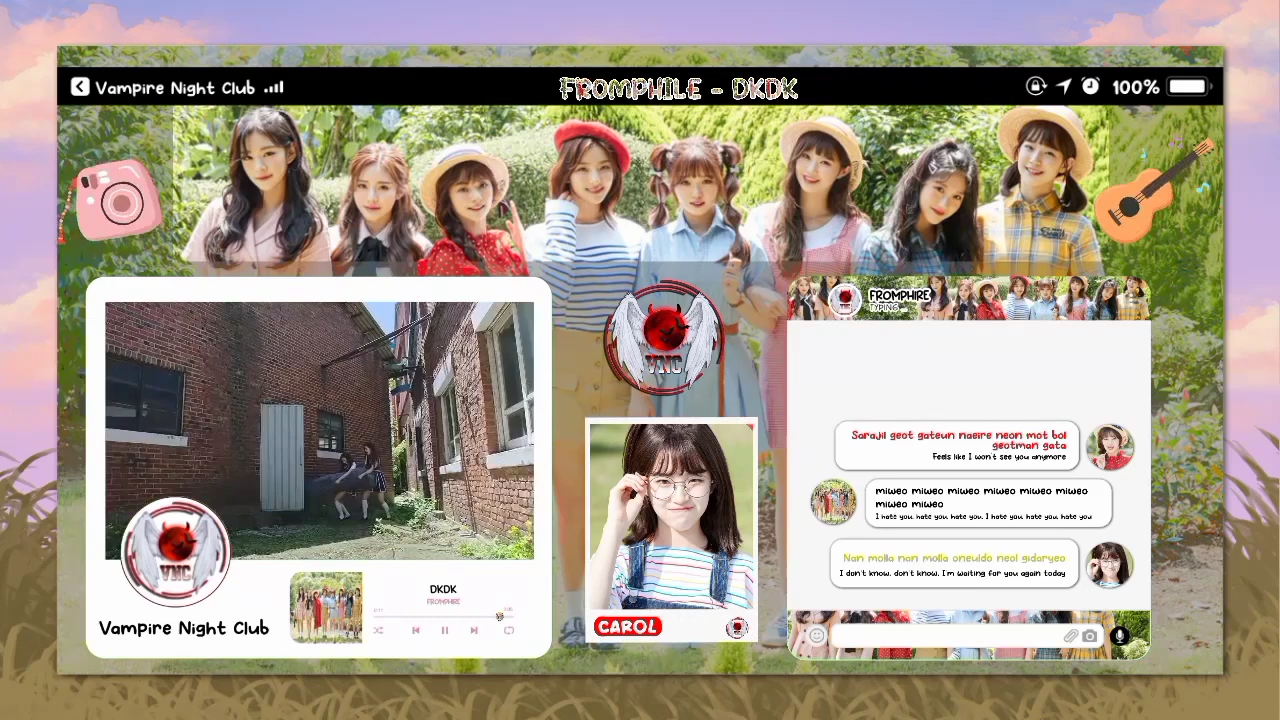 Vampire Night Club
FROMPHILE - DKDK
100%
FROMPHIRE
TYPING...
VNC
Sarajil geot gateun naeire neon mot bol
geotman gata
Feels like I won't see you anymore
miweo miweo miweo miweo miweo miweo
miweo miweo
I hate you, hate you, hate you, I hate you, hate you, hate you
Nan molla nan molla oneuldo neol gidaryeo
I don't know, don't know, I'm waiting for you again today
VNC
Vampire Night Club
DKDK
FROMPHIRE
CAROL